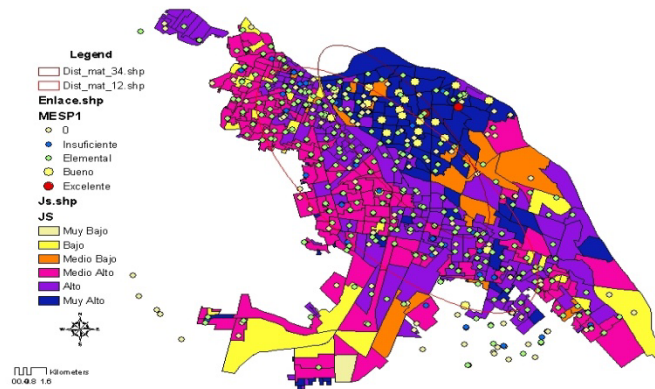 Legend
Dist_mat_34.shp
Dist_mat_12.shp
Enlace.shp
MESP1
0
Insuficiente
Elemental
Bueno
Excelente
Js.shp
JS
Muy Bajo
Bajo
Medio Bajo
Medio Alto
Alto
Muy Alto
Kilometers